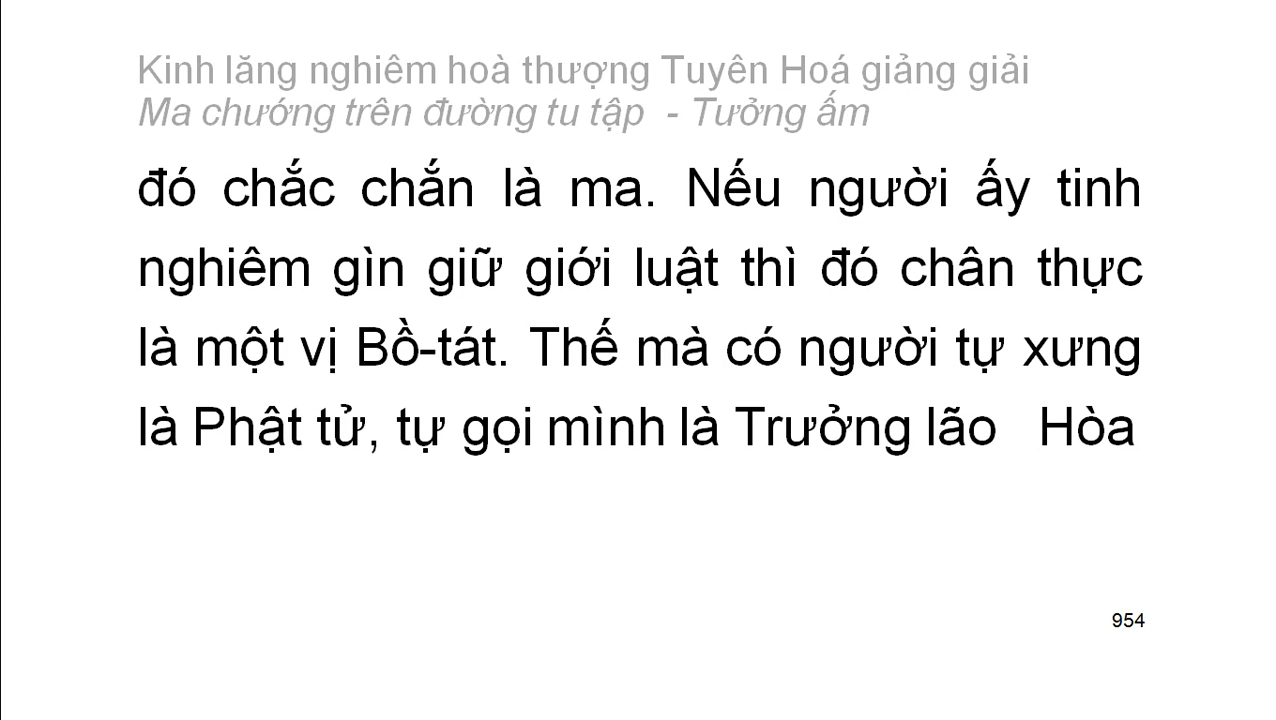 Kinh lăng nghiêm hoà thượng Tuyên Hoá giảng giải
Ma chướng trên đường tu tập - Tưởng ấm
đó chắc chắn là ma. Nếu người ấy tinh
nghiêm gìn giữ giới luật thì đó chân thực
là một vị Bồ-tát. Thế mà có người tự xưng
là Phật tử, tự gọi mình là Trưởng lão Hòa
954